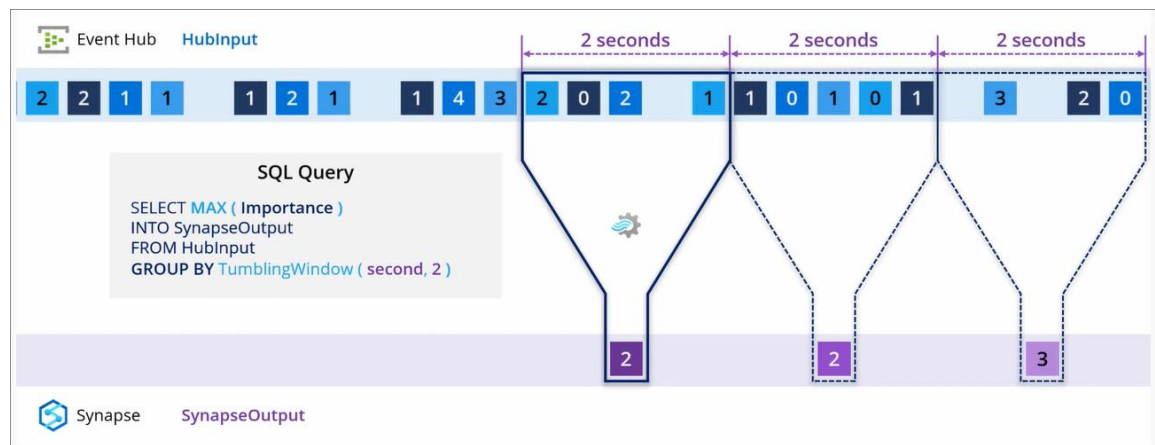 Event Hub HubInput
2 seconds 2 seconds 2 seconds
2 2 1 1 1 2 1 1 4 3 2 0 2 1 1 0 1 0 1 3 2 0
SQL Query
SELECT MAX ( Importance )
INTO SynapseOutput
FROM HubInput
GROUP BY TumblingWindow ( second, 2 )
2 2 3
Synapse SynapseOutput